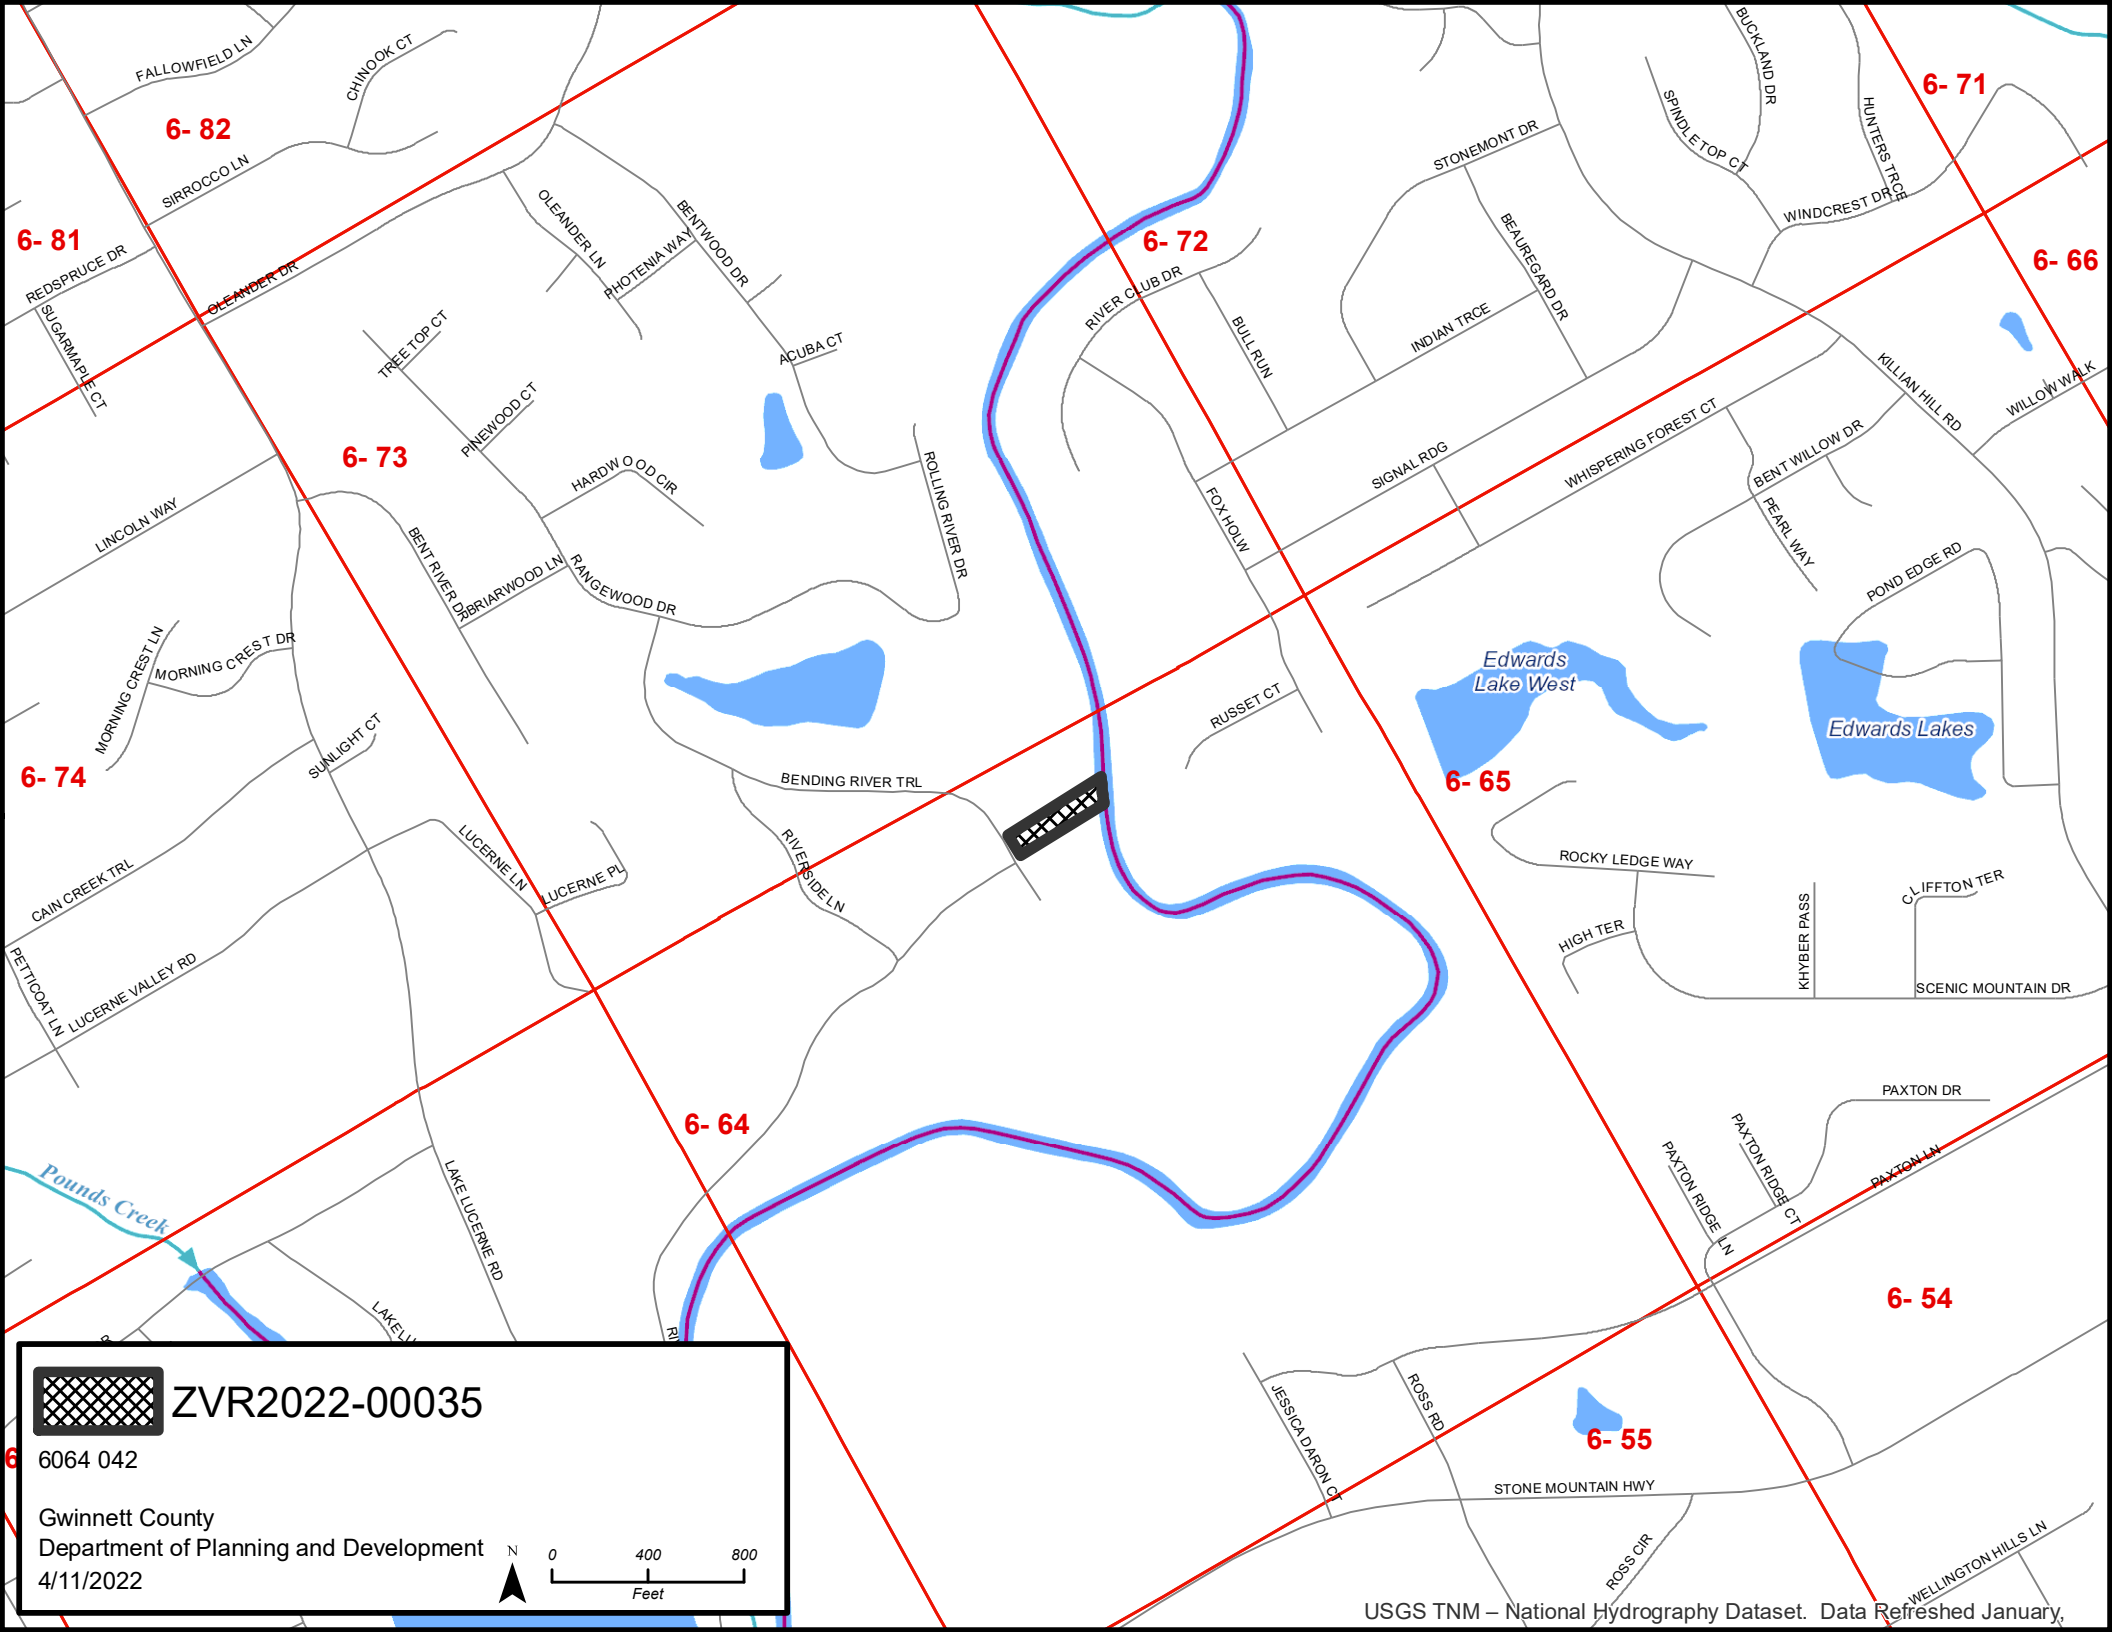 FALLOWFIELD LN
CHINOOK CT
BUCKLAND DR
6- 71
6- 82
SPINDLE TOP CT
HUNTERS TRCE
STONEMONT DR
SIRROCCO LN
OLEANDER LN
BENTWOOD DR
WINDCREST DR
6- 81
6- 72
BEAUREGARD DR
6- 66
REDSPRUCE DR
OLEANDER DR
PHOTENIA WAY
RIVER CLUB DR
SUGARMAPLE CT
TREE TOP CT
ACUBA CT
BULL RUN
INDIAN TRCE
KILLIAN HILL RD
WILLOW WALK
PINEWOOD CT
6- 73
HARDWOOD CIR
ROLLING RIVER DR
SIGNAL RDG
WHISPERING FOREST CT
BENT WILLOW DR
LINCOLN WAY
BENT RIVER DR
FOX HOLW
PEARL WAY
BRIARWOOD LN
RANGEWOOD DR
POND EDGE RD
MORNING CREST LN
MORNING CREST DR
Edwards
Lake West
RUSSET CT
SUNLIGHT CT
Edwards Lakes
6- 74
BENDING RIVER TRL
6- 65
LUCERNE LN
RIVERSIDE LN
LUCERNE PL
ROCKY LEDGE WAY
CAIN CREEK TRL
CLIFFTON TER
KHYBER PASS
HIGH TER
PETTICOAT LN
LUCERNE VALLEY RD
SCENIC MOUNTAIN DR
PAXTON DR
6- 64
PAXTON RIDGE CT
PAXTON RIDGE LN
PAXTON LN
Pounds Creek
LAKE LUCERNE RD
6- 54
LAKELU
RIV
JESSICA DARON CT
ROSS RD
6- 55
STONE MOUNTAIN HWY
ROSS CIR
WELLINGTON HILLS LN
ZVR2022-00035
6064 042
Gwinnett County
Department of Planning and Development
4/11/2022
N
0 400 800
Feet
USGS TNM – National Hydrography Dataset. Data Refreshed January,